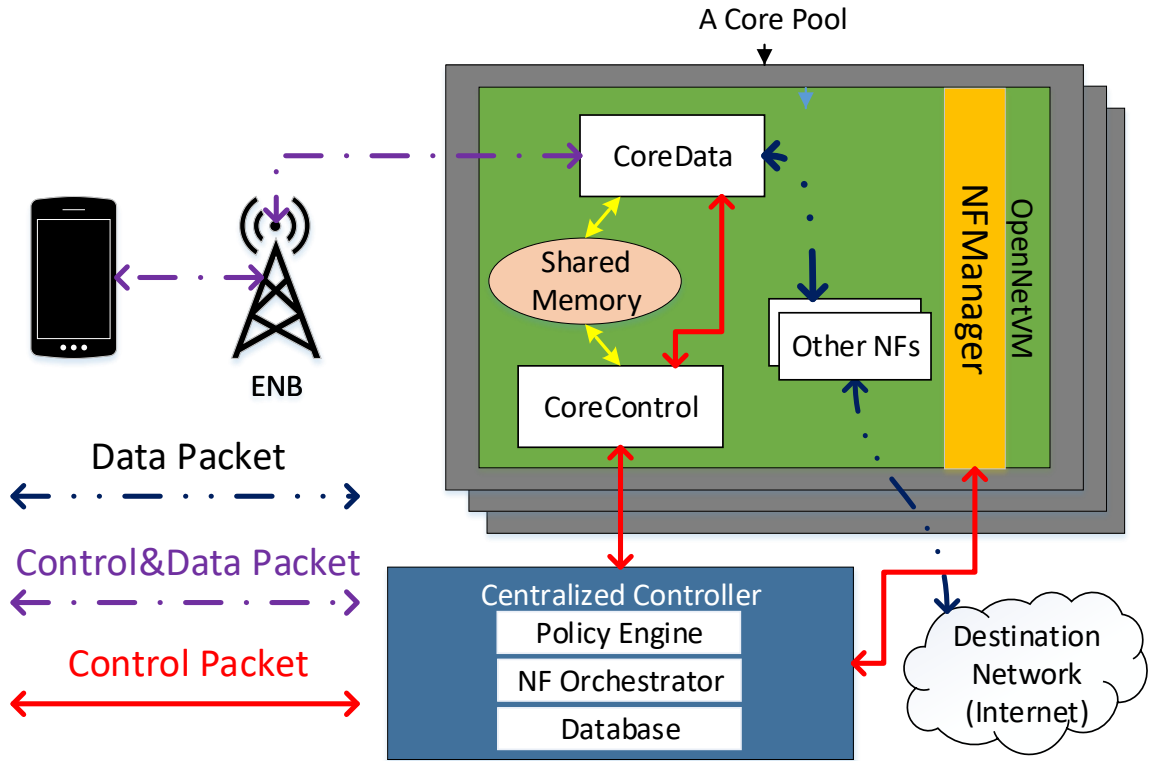 A Core Pool
CoreData
Shared
Memory
CoreControl
Other NFs
NFManager
OpenNetVM
ENB
Data Packet
Control&Data Packet
Control Packet
Centralized Controller
Policy Engine
NF Orchestrator
Database
Destination
Network
(Internet)